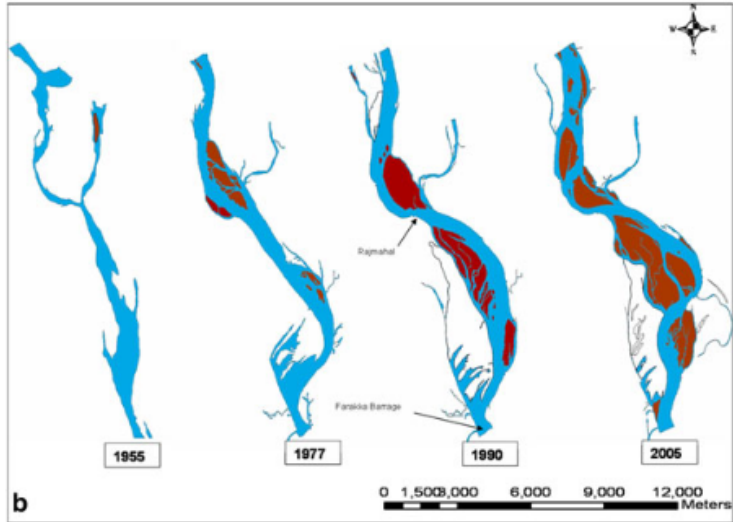 N
W E
S
Rajmahal
Farakka Barrage
1955 1977 1990 2005
b
0 1,500 3,000 6,000 9,000 12,000
Meters